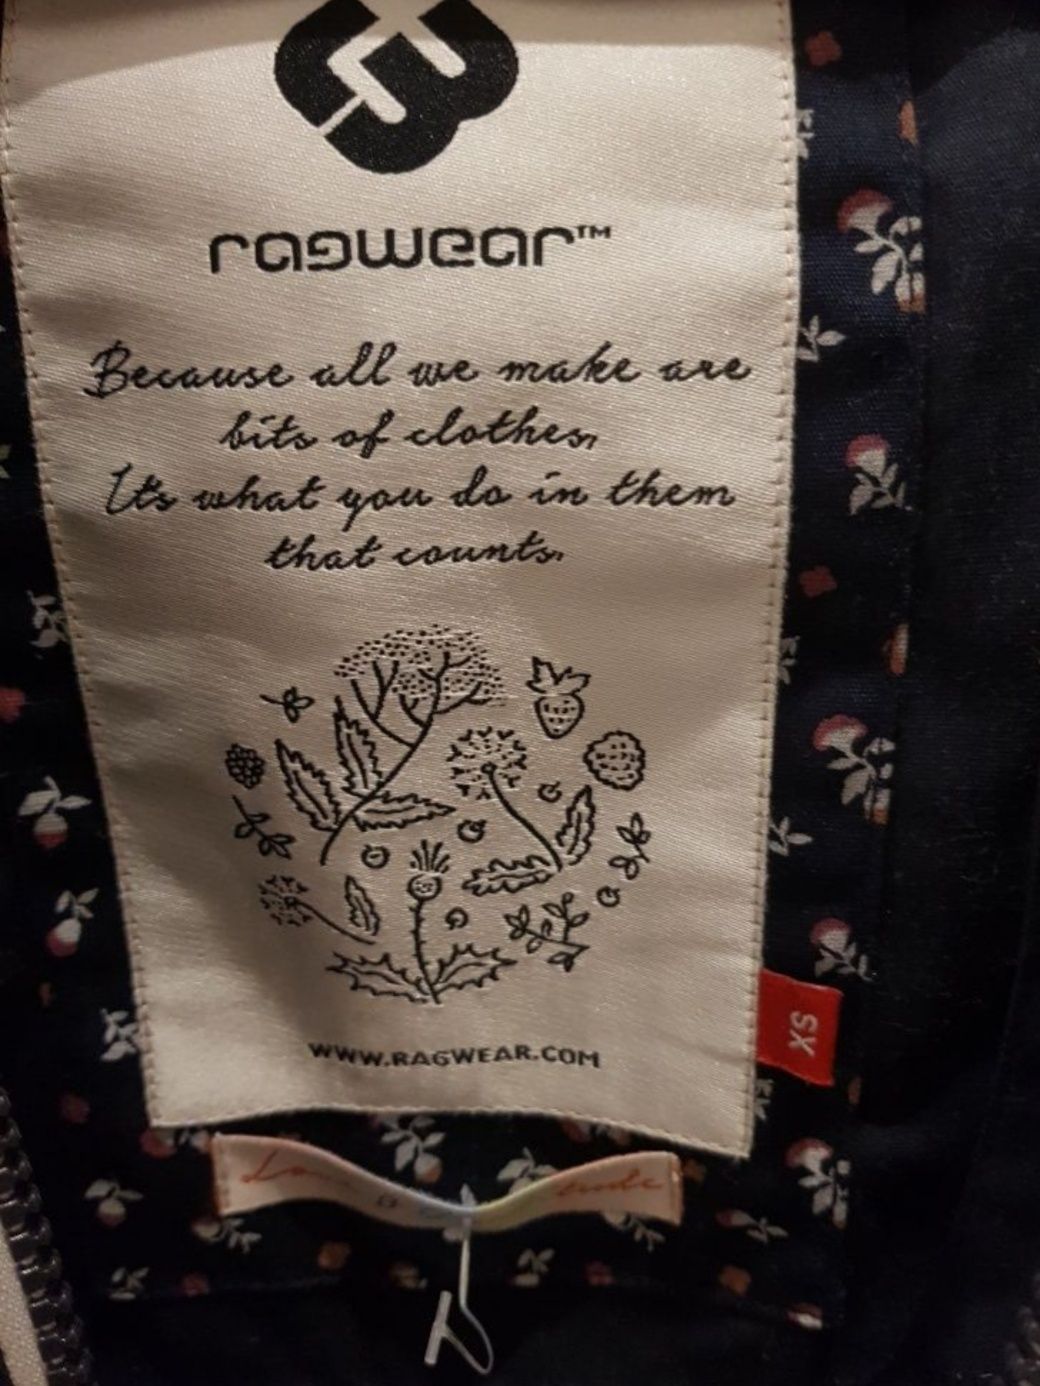 ragwear™
Because all we make are
bits of clothes,
Its what you do in them
that counts.
WWW.RAGWEAR.COM
XS